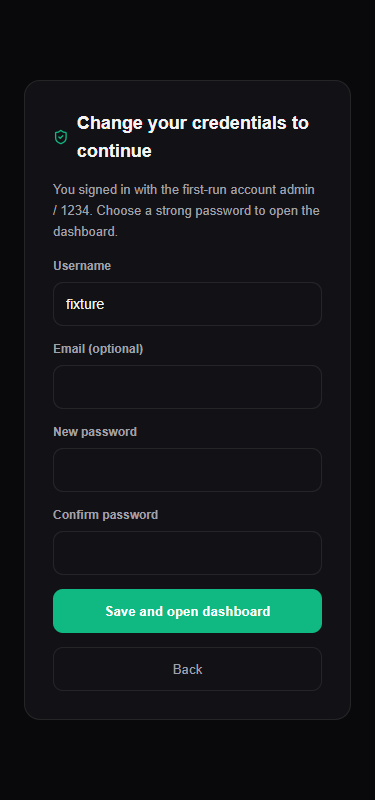 Change your credentials to
continue
You signed in with the first-run account admin
/ 1234. Choose a strong password to open the
dashboard.
Username
fixture
Email (optional)
New password
Confirm password
Save and open dashboard
Back